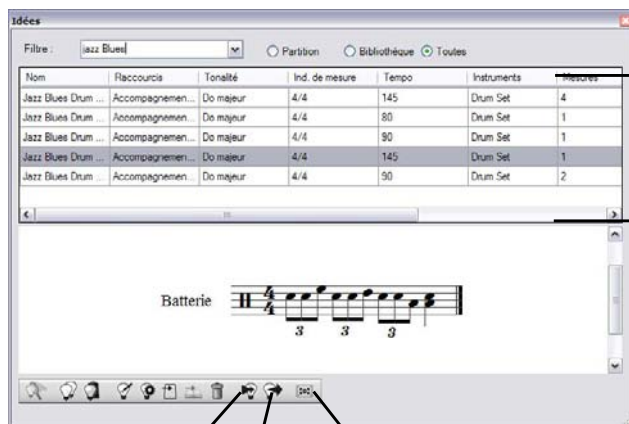 Idées
Filtre : jazz Blues Partition Bibliothèque Toutes
Nom Raccourcis Tonalité Ind. de mesure Tempo Instruments Mesures
Jazz Blues Drum ... Accompagnemen... Do majeur 4/4 145 Drum Set 4
Jazz Blues Drum ... Accompagnemen... Do majeur 4/4 80 Drum Set 1
Jazz Blues Drum ... Accompagnemen... Do majeur 4/4 90 Drum Set 1
Jazz Blues Drum ... Accompagnemen... Do majeur 4/4 145 Drum Set 1
Jazz Blues Drum ... Accompagnemen... Do majeur 4/4 90 Drum Set 2
Batterie 4/4
3 3 3